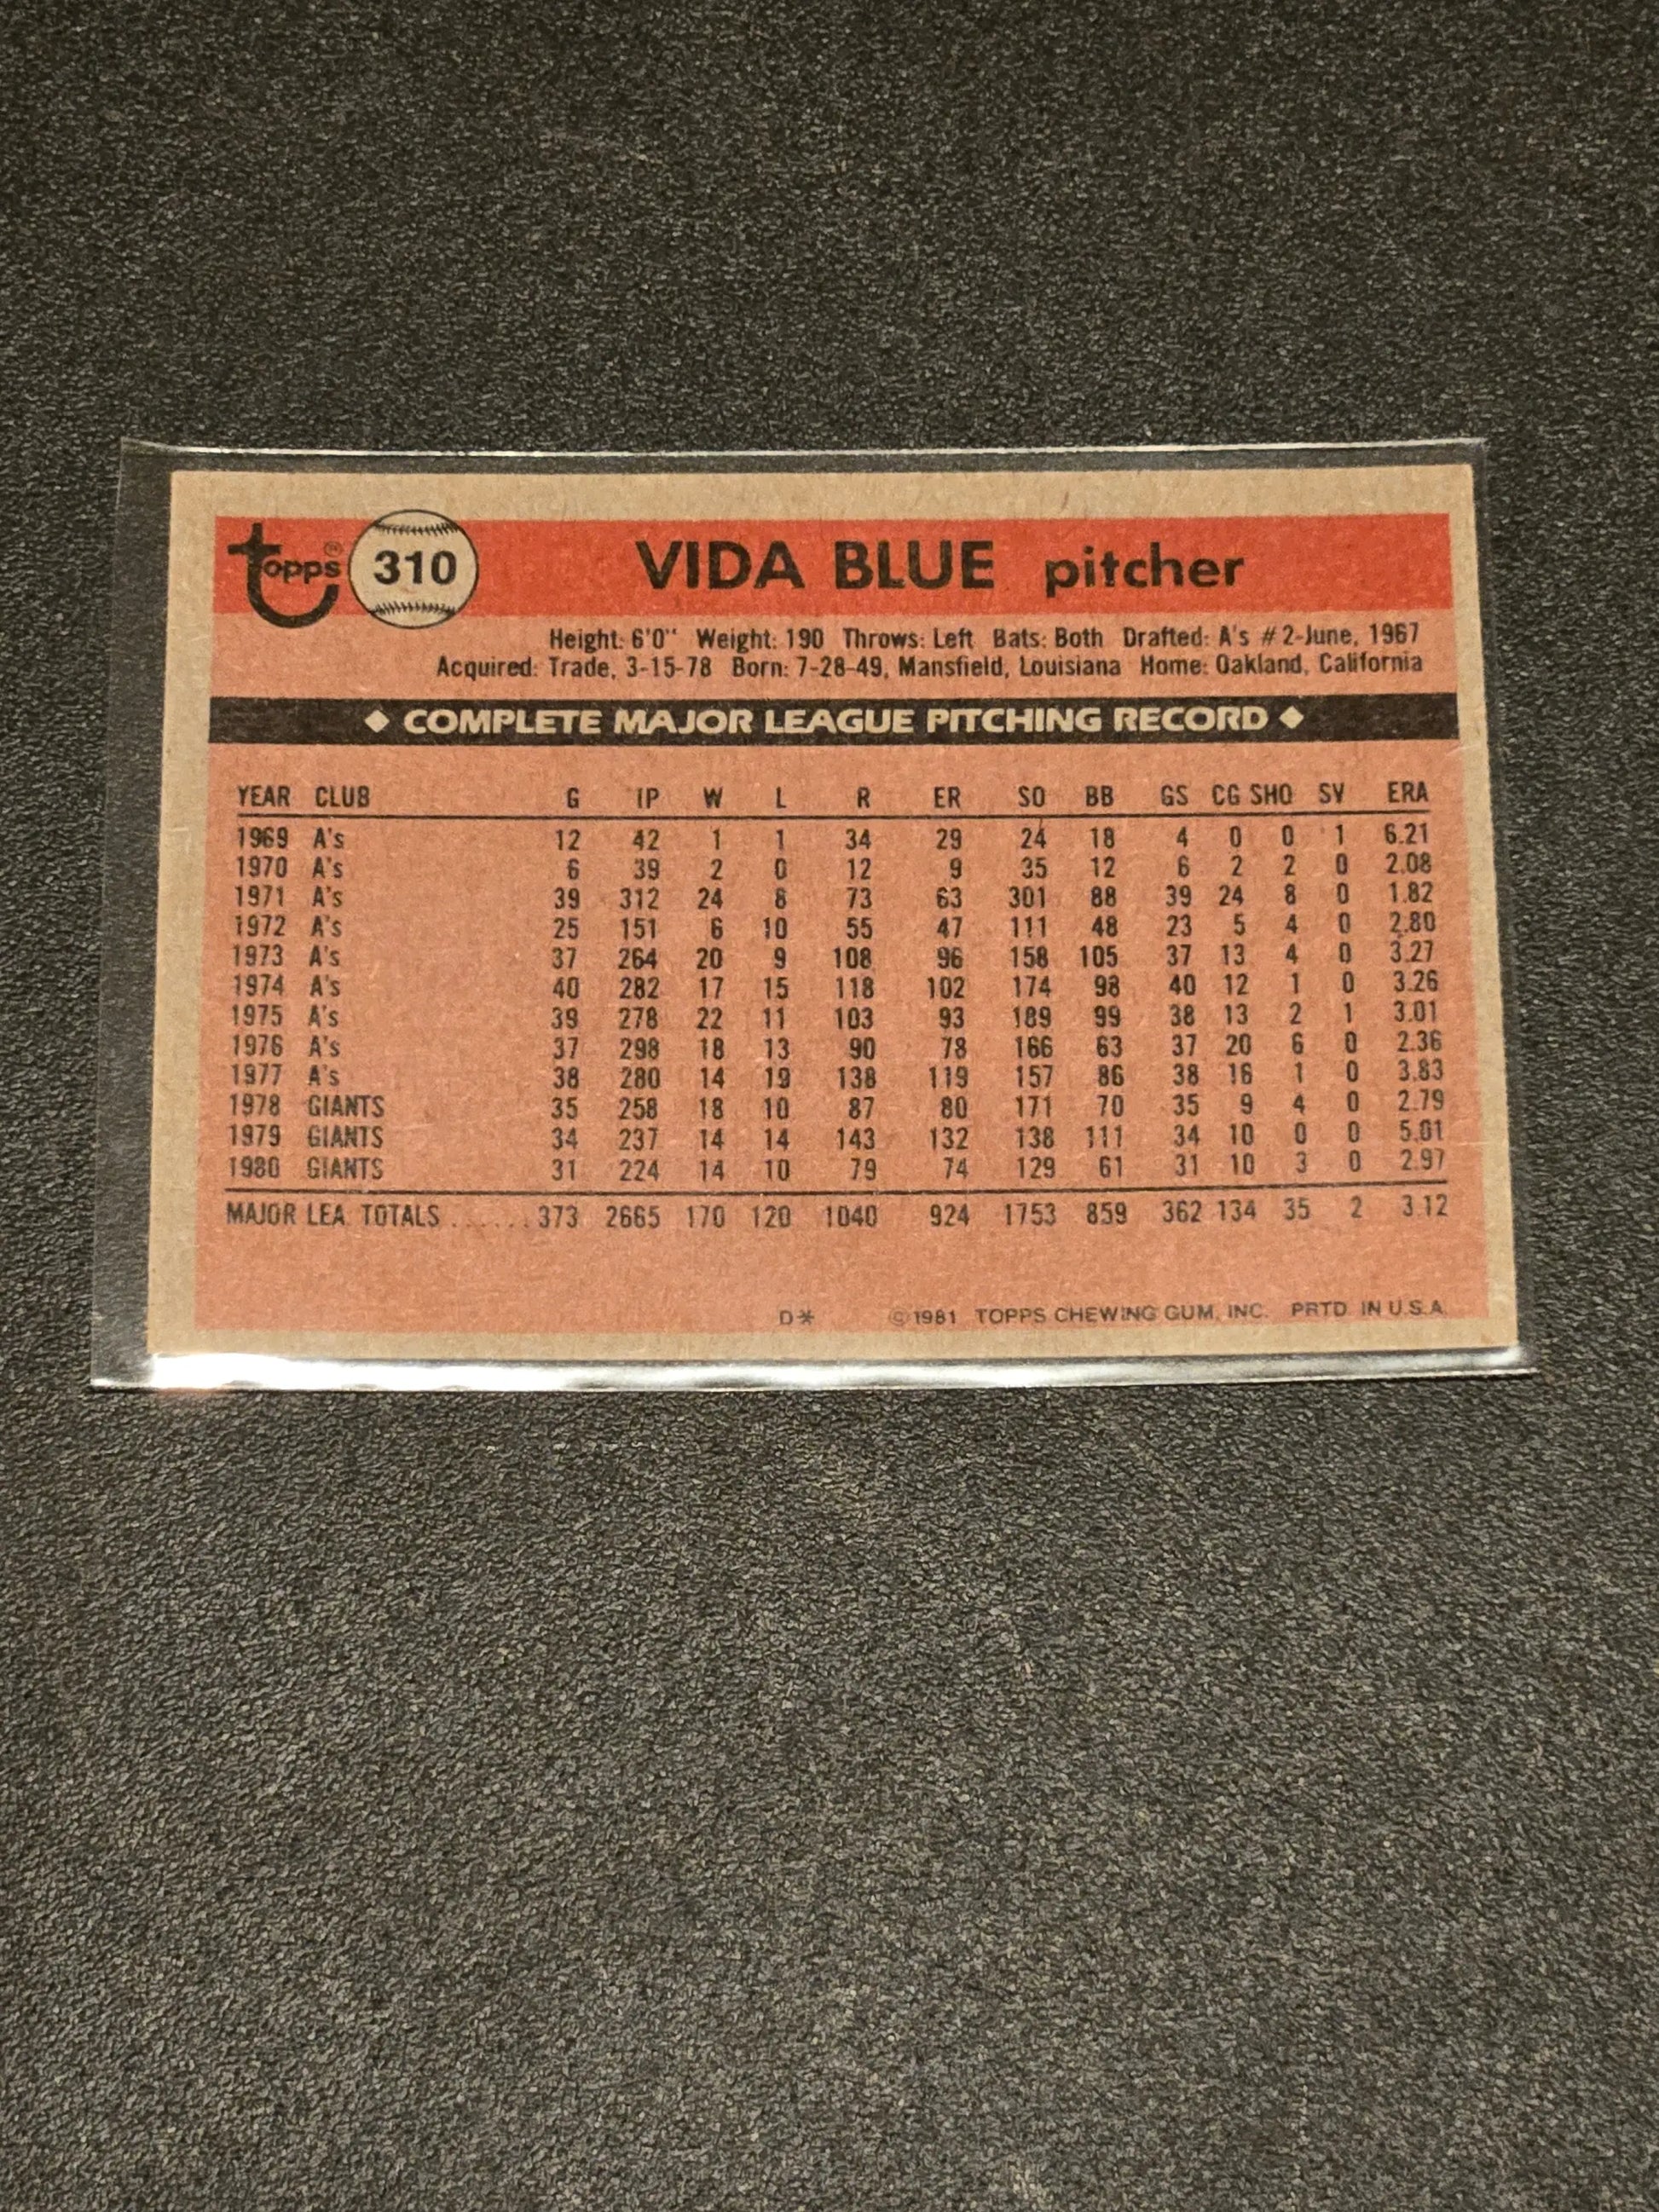 topps® 310 VIDA BLUE pitcher
Height: 6'0" Weight: 190 Throws: Left Bats: Both Drafted: A's #2-June, 1967
Acquired: Trade, 3-15-78 Born: 7-28-49, Mansfield, Louisiana Home: Oakland, California
◆ COMPLETE MAJOR LEAGUE PITCHING RECORD ◆
YEAR CLUB G IP W L R ER SO BB GS CG SHO SV ERA
1969 A's 12 42 1 1 34 29 24 18 4 0 0 1 6.21
1970 A's 6 39 2 0 12 9 35 12 6 2 2 0 2.08
1971 A's 39 312 24 8 73 63 301 88 39 24 8 0 1.82
1972 A's 25 151 6 10 55 47 111 48 23 5 4 0 2.80
1973 A's 37 264 20 9 108 96 158 105 37 13 4 0 3.27
1974 A's 40 282 17 15 118 102 174 98 40 12 1 0 3.26
1975 A's 39 278 22 11 103 93 189 99 38 13 2 1 3.01
1976 A's 37 298 18 13 90 78 166 63 37 20 6 0 2.36
1977 A's 38 280 14 19 138 119 157 86 38 16 1 0 3.83
1978 GIANTS 35 258 18 10 87 80 171 70 35 9 4 0 2.79
1979 GIANTS 34 237 14 14 143 132 138 111 34 10 0 0 5.01
1980 GIANTS 31 224 14 10 79 74 129 61 31 10 3 0 2.97
MAJOR LEA. TOTALS ...... 373 2665 170 120 1040 924 1753 859 362 134 35 2 3.12
D* ©1981 TOPPS CHEWING GUM, INC. PRTD. IN U.S.A.